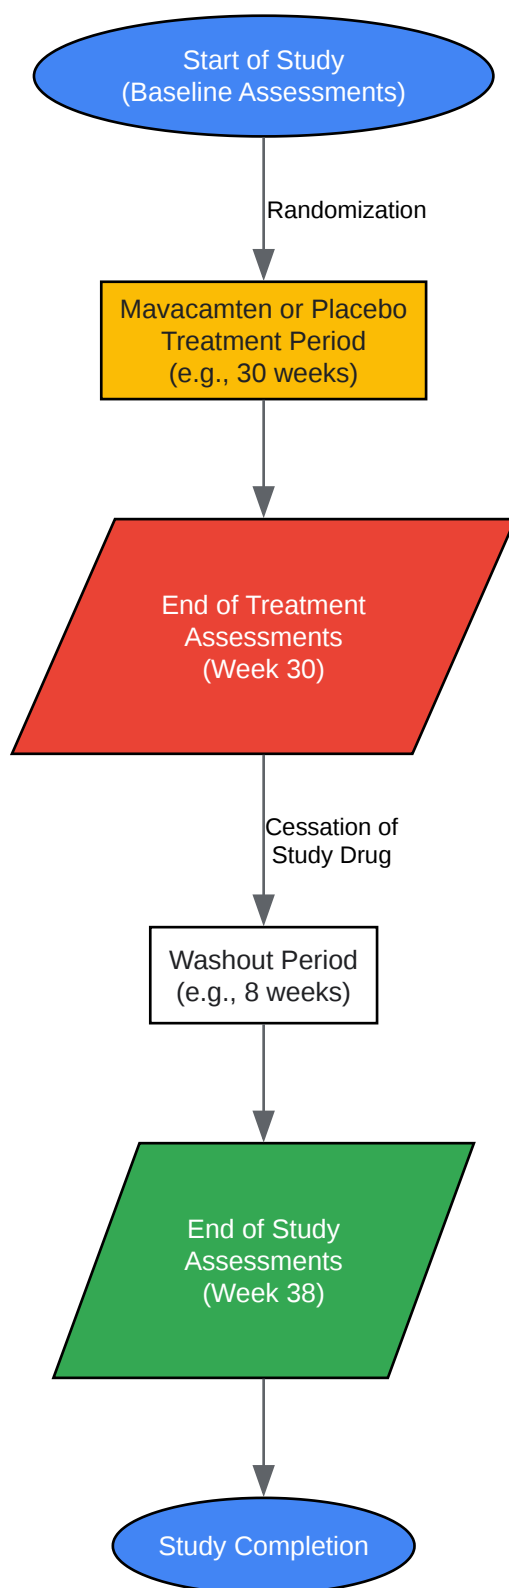 Start of Study
(Baseline Assessments)
Randomization
Mavacamten or Placebo
Treatment Period
(e.g., 30 weeks)
End of Treatment
Assessments
(Week 30)
Cessation of
Study Drug
Washout Period
(e.g., 8 weeks)
End of Study
Assessments
(Week 38)
Study Completion